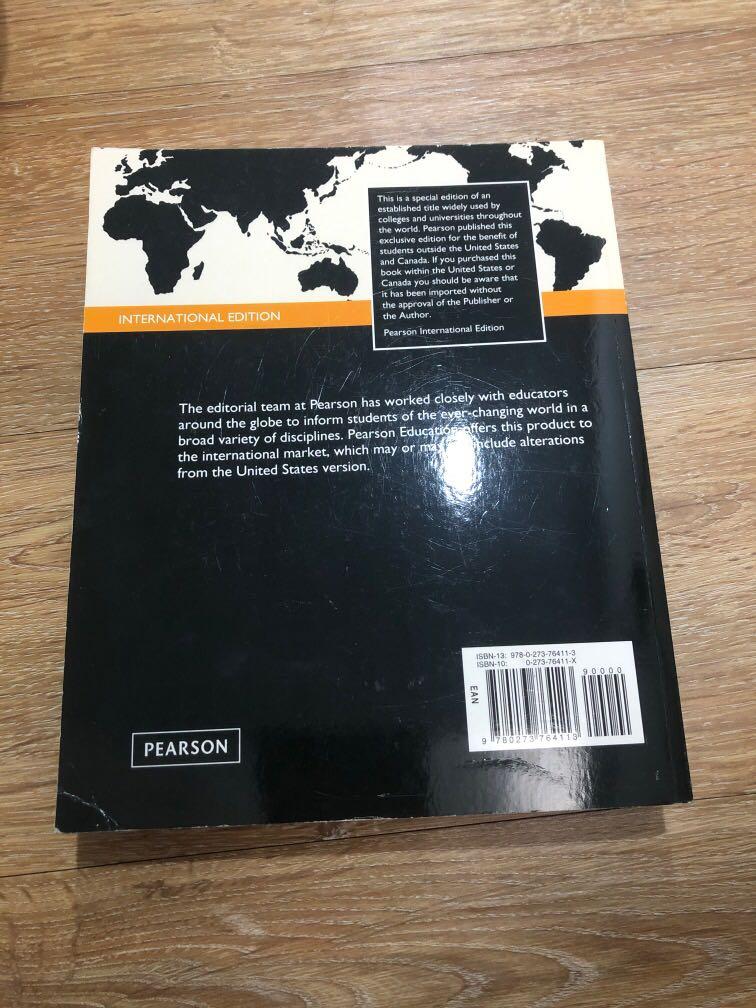 This is a special edition of an
established title widely used by
colleges and universities throughout
the world. Pearson published this
exclusive edition for the benefit of
students outside the United States
and Canada. If you purchased this
book within the United States or
Canada you should be aware that
it has been imported without
the approval of the Publisher or
the Author.
Pearson International Edition
INTERNATIONAL EDITION
The editorial team at Pearson has worked closely with educators
around the globe to inform students of the ever-changing world in a
broad variety of disciplines. Pearson Education offers this product to
the international market, which may or may include alterations
from the United States version.
ISBN-13: 978-0-273-76411-3
ISBN-10: 0-273-76411-X
90000
EAN
9 780273 764113
PEARSON